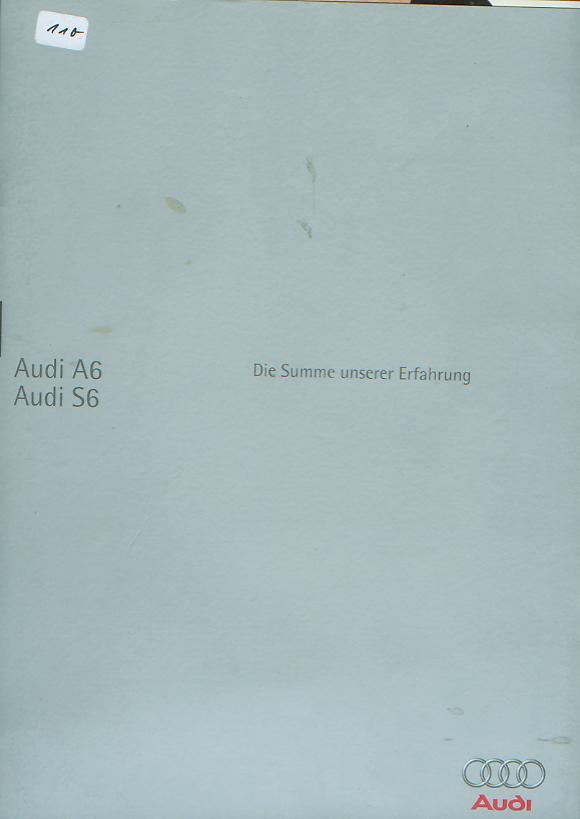 110
Audi A6
Audi S6
Die Summe unserer Erfahrung
Audi